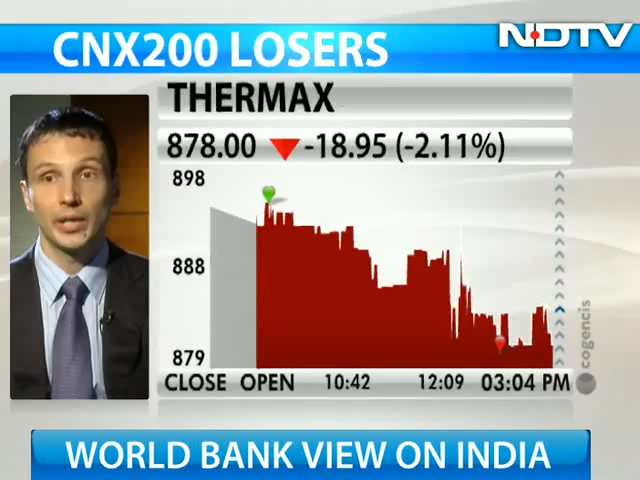 NDTV
CNX200 LOSERS
THERMAX
878.00 -18.95 (-2.11%)
898
888
879
CLOSE OPEN 10:42 12:09 03:04 PM
cogencis
WORLD BANK VIEW ON INDIA